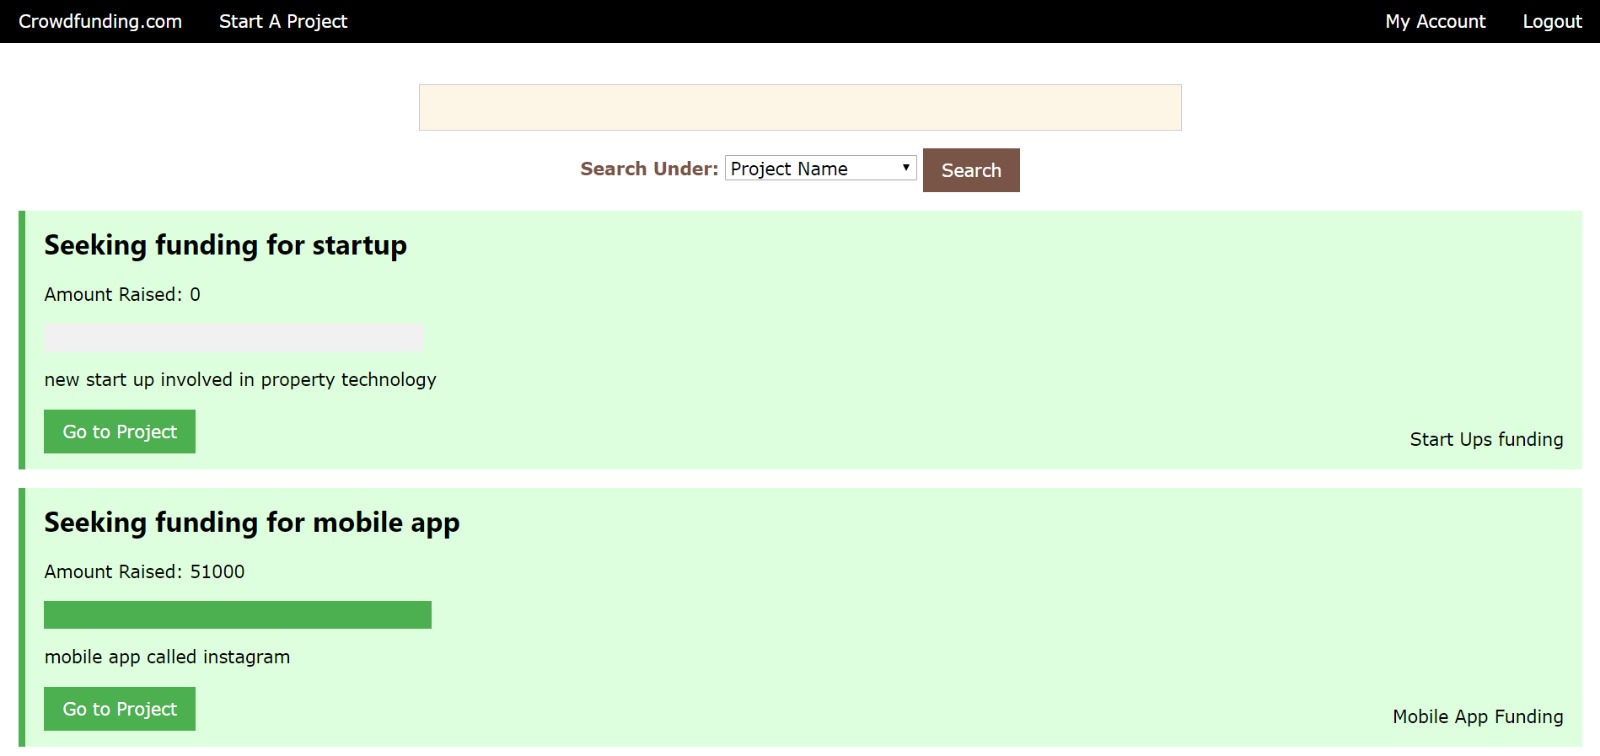 Crowdfunding.com Start A Project My Account Logout
Search Under: Project Name Search
Seeking funding for startup
Amount Raised: 0
new start up involved in property technology
Go to Project
Start Ups funding
Seeking funding for mobile app
Amount Raised: 51000
mobile app called instagram
Go to Project
Mobile App Funding